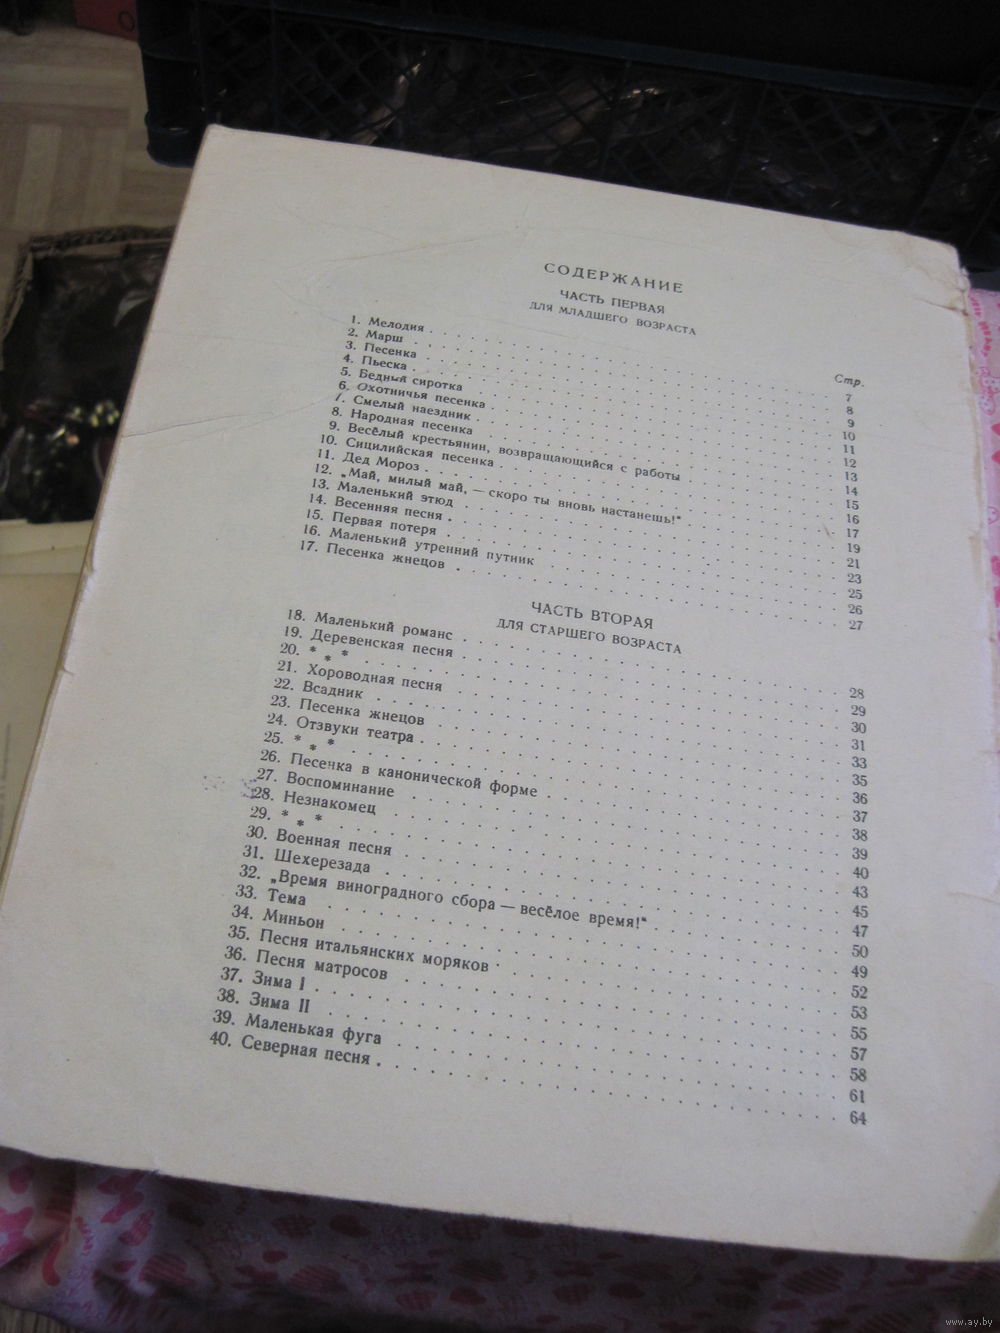 СОДЕРЖАНИЕ
ЧАСТЬ ПЕРВАЯ
ДЛЯ МЛАДШЕГО ВОЗРАСТА
Стр.
1. Мелодия . . . . . 7
2. Марш . . . . . 8
3. Песенка . . . . . 9
4. Пьеска . . . . . 10
5. Бедный сиротка . . . . . 11
6. Охотничья песенка . . . . . 12
7. Смелый наездник . . . . . 13
8. Народная песенка . . . . . 14
9. Весёлый крестьянин, возвращающийся с работы . . . . . 15
10. Сицилийская песенка . . . . . 16
11. Дед Мороз . . . . . 17
12. „Май, милый май, — скоро ты вновь настанешь!“ . . . . . 19
13. Маленький этюд . . . . . 21
14. Весенняя песня . . . . . 23
15. Первая потеря . . . . . 25
16. Маленький утренний путник . . . . . 26
17. Песенка жнецов . . . . . 27
ЧАСТЬ ВТОРАЯ
ДЛЯ СТАРШЕГО ВОЗРАСТА
18. Маленький романс . . . . . 28
19. Деревенская песня . . . . . 29
20. * * * . . . . . 30
21. Хороводная песня . . . . . 31
22. Всадник . . . . . 33
23. Песенка жнецов . . . . . 35
24. Отзвуки театра . . . . . 36
25. * * * . . . . . 37
26. Песенка в канонической форме . . . . . 38
27. Воспоминание . . . . . 39
28. Незнакомец . . . . . 40
29. * * * . . . . . 43
30. Военная песня . . . . . 45
31. Шехерезада . . . . . 47
32. „Время виноградного сбора — весёлое время!“ . . . . . 50
33. Тема . . . . . 49
34. Миньон . . . . . 52
35. Песня итальянских моряков . . . . . 53
36. Песня матросов . . . . . 55
37. Зима I . . . . . 57
38. Зима II . . . . . 58
39. Маленькая фуга . . . . . 61
40. Северная песня . . . . . 64
www.ay.by